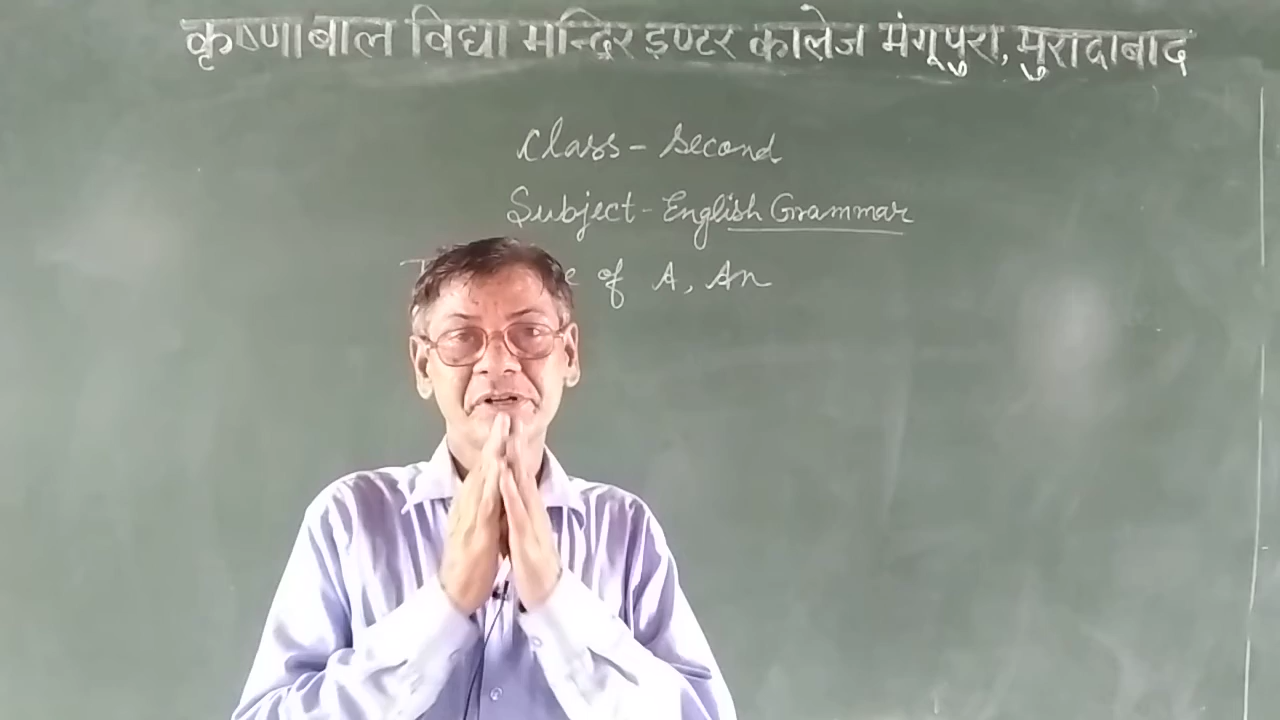 कृष्णा बाल विद्या मन्दिर इण्टर कालेज मंगूपुरा, मुरादाबाद
Class - Second
Subject - English Grammar
of A, An